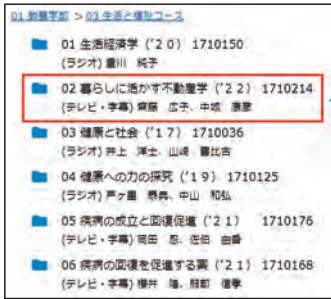 01 教養学部 > 03 生活と福祉コース
01 生活経済学（'２０） 1710150
(ラジオ) 重川 純子
02 暮らしに活かす不動産学（'２２） 1710214
(テレビ・字幕) 齊藤 広子、中城 康彦
03 健康と社会（'１７） 1710036
(ラジオ) 井上 洋士、山崎 喜比古
04 健康への力の探究（'１９） 1710125
(ラジオ) 戸ヶ里 泰典、中山 和弘
05 疾病の成立と回復促進（'２１） 1710176
(テレビ・字幕) 岡田 忍、佐伯 由香
06 疾病の回復を促進する薬（'２１） 1710168
(テレビ・字幕) 櫻井 隆、服部 信孝